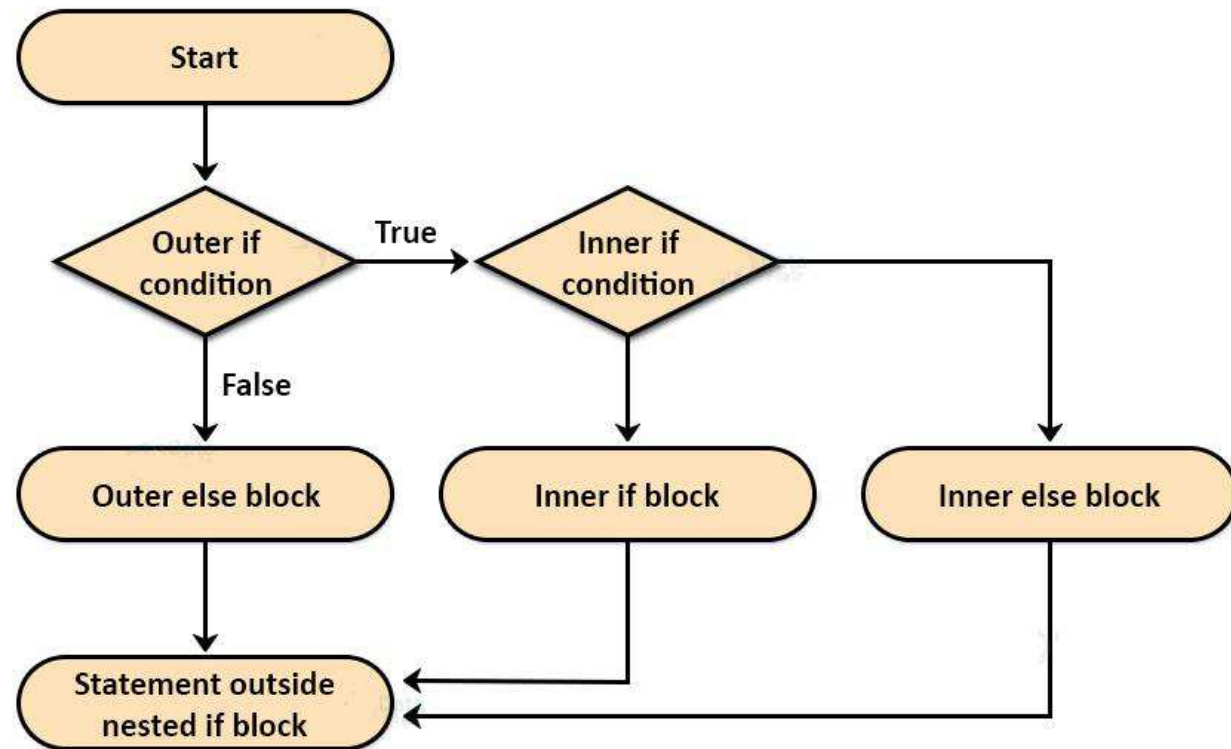 Start
Outer if
condition
True
Inner if
condition
False
Outer else block
Inner if block
Inner else block
Statement outside
nested if block